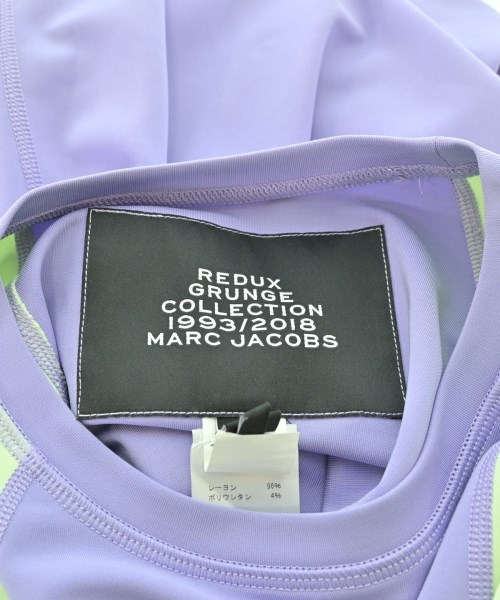 REDUX
GRUNGE
COLLECTION
1993/2018
MARC JACOBS
レーヨン 96%
ポリウレタン 4%